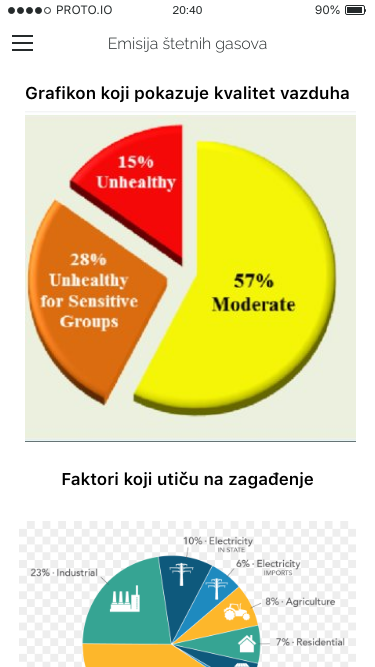 PROTO.IO 20:40 90%
Emisija štetnih gasova
Grafikon koji pokazuje kvalitet vazduha
15%
Unhealthy
28%
Unhealthy
for Sensitive
Groups
57%
Moderate
Faktori koji utiču na zagađenje
10% · Electricity
IN STATE
6% · Electricity
IMPORTS
23% · Industrial
8% · Agriculture
7% · Residential